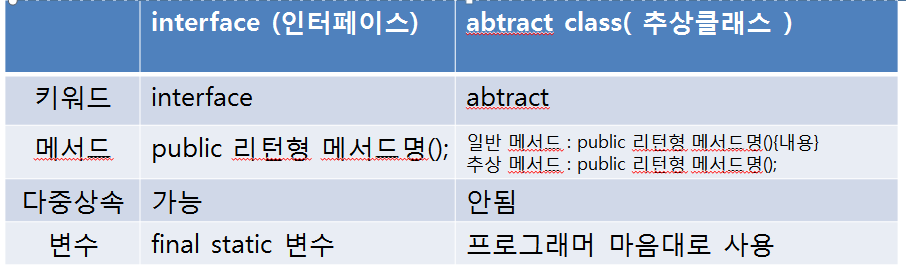 interface (인터페이스) abtract class( 추상클래스 )
키워드 interface abtract
메서드 public 리턴형 메서드명(); 일반 메서드 : public 리턴형 메서드명(){내용}
추상 메서드 : public 리턴형 메서드명();
다중상속 가능 안됨
변수 final static 변수 프로그래머 마음대로 사용